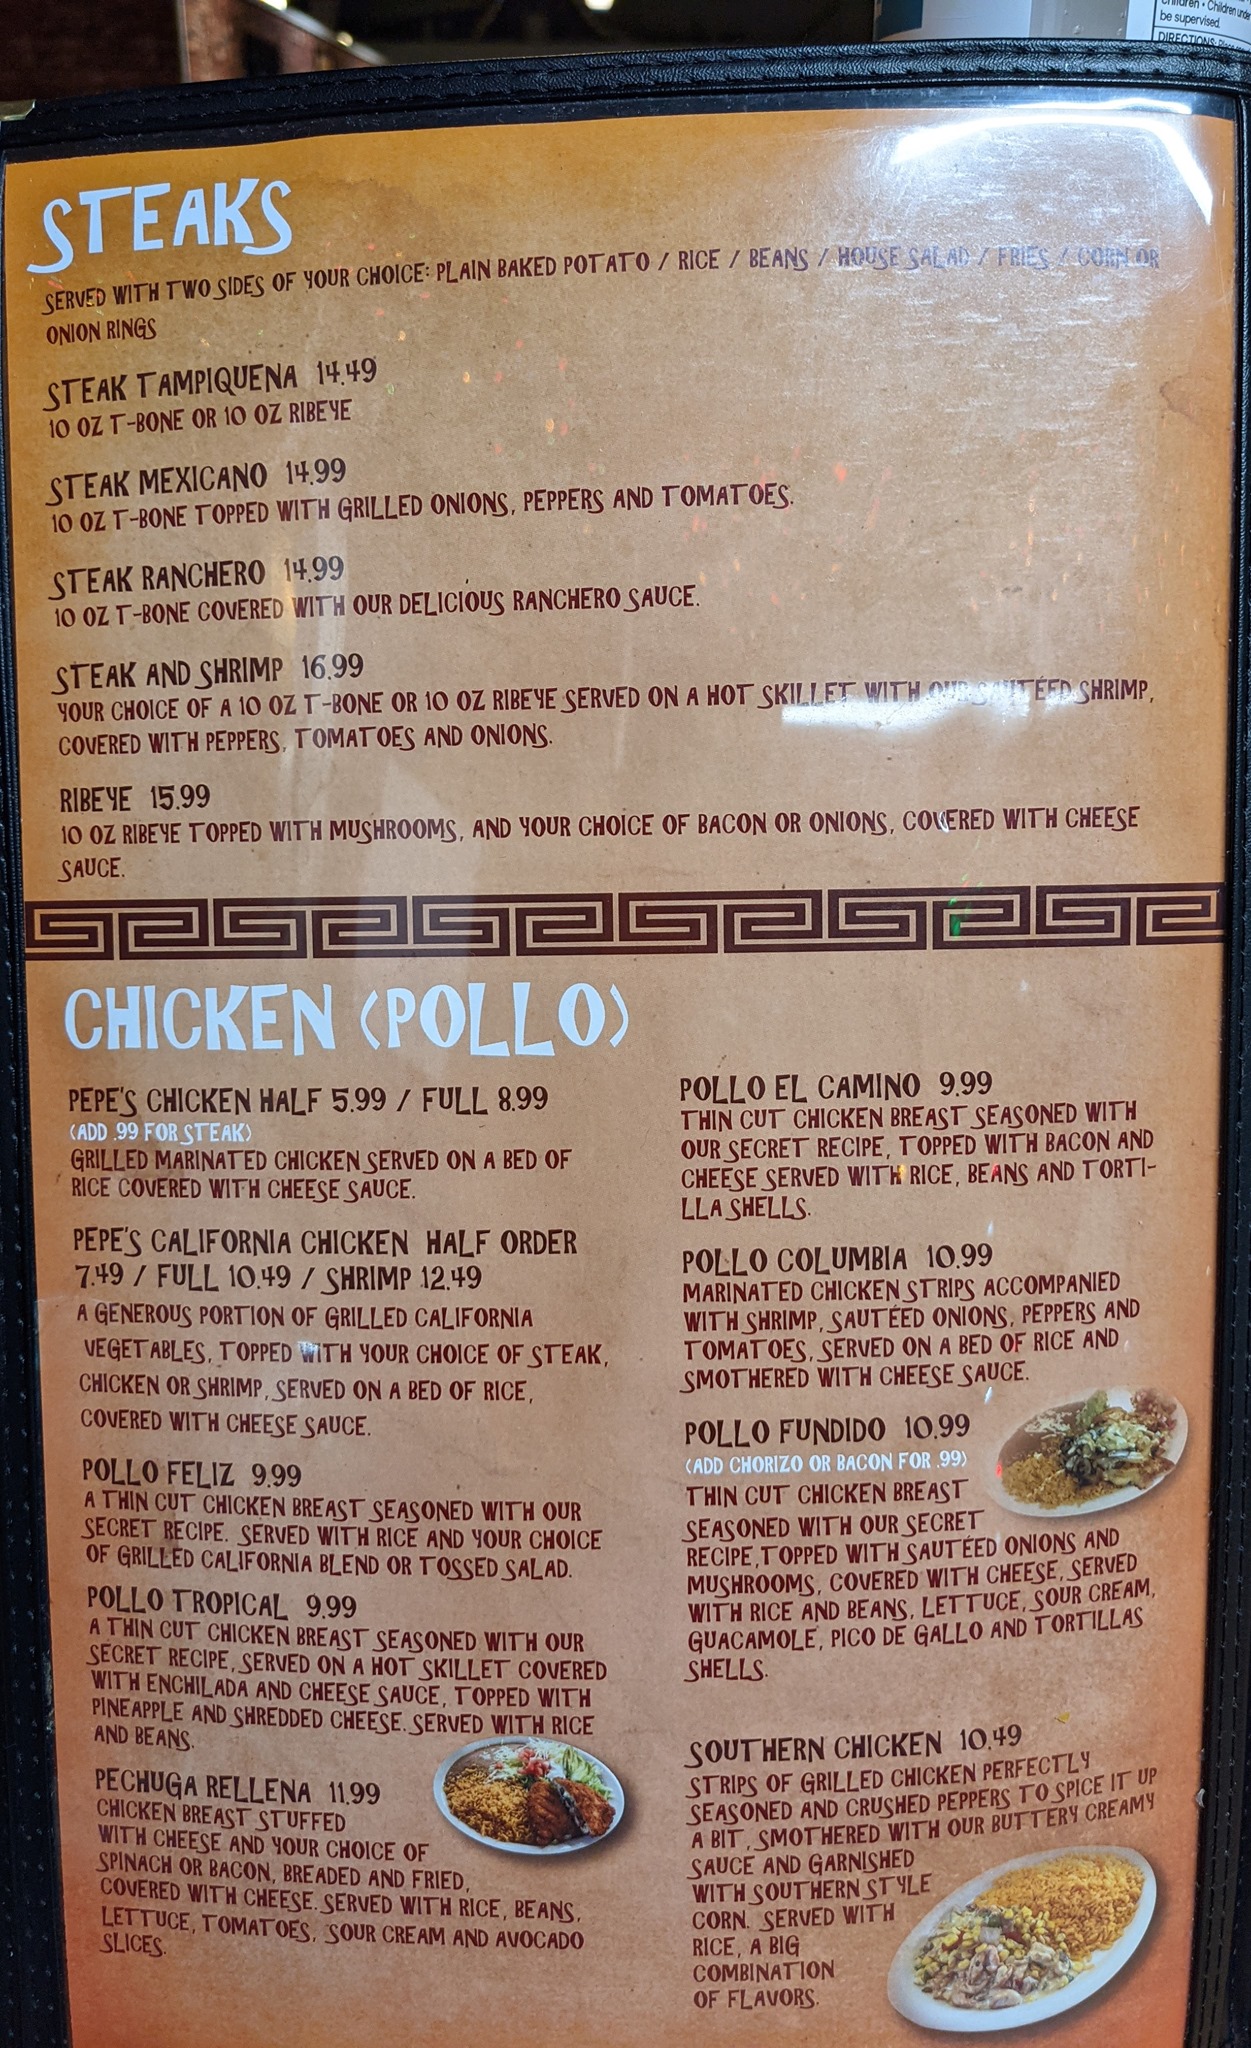 Children • Children under
be supervised.
DIRECTIONS:
STEAKS
SERVED WITH TWO SIDES OF YOUR CHOICE: PLAIN BAKED POTATO / RICE / BEANS / HOUSE SALAD / FRIES / CORN OR
ONION RINGS
STEAK TAMPIQUENA 14.49
10 OZ T-BONE OR 10 OZ RIBEYE
STEAK MEXICANO 14.99
10 OZ T-BONE TOPPED WITH GRILLED ONIONS, PEPPERS AND TOMATOES.
STEAK RANCHERO 14.99
10 OZ T-BONE COVERED WITH OUR DELICIOUS RANCHERO SAUCE.
STEAK AND SHRIMP 16.99
YOUR CHOICE OF A 10 OZ T-BONE OR 10 OZ RIBEYE SERVED ON A HOT SKILLET WITH OUR SAUTÉED SHRIMP,
COVERED WITH PEPPERS, TOMATOES AND ONIONS.
RIBEYE 15.99
10 OZ RIBEYE TOPPED WITH MUSHROOMS, AND YOUR CHOICE OF BACON OR ONIONS, COVERED WITH CHEESE
SAUCE.
CHICKEN (POLLO)
PEPE'S CHICKEN HALF 5.99 / FULL 8.99
(ADD .99 FOR STEAK)
GRILLED MARINATED CHICKEN SERVED ON A BED OF
RICE COVERED WITH CHEESE SAUCE.
PEPE'S CALIFORNIA CHICKEN HALF ORDER
7.49 / FULL 10.49 / SHRIMP 12.49
A GENEROUS PORTION OF GRILLED CALIFORNIA
VEGETABLES, TOPPED WITH YOUR CHOICE OF STEAK,
CHICKEN OR SHRIMP, SERVED ON A BED OF RICE,
COVERED WITH CHEESE SAUCE.
POLLO FELIZ 9.99
A THIN CUT CHICKEN BREAST SEASONED WITH OUR
SECRET RECIPE. SERVED WITH RICE AND YOUR CHOICE
OF GRILLED CALIFORNIA BLEND OR TOSSED SALAD.
POLLO TROPICAL 9.99
A THIN CUT CHICKEN BREAST SEASONED WITH OUR
SECRET RECIPE, SERVED ON A HOT SKILLET COVERED
WITH ENCHILADA AND CHEESE SAUCE, TOPPED WITH
PINEAPPLE AND SHREDDED CHEESE. SERVED WITH RICE
AND BEANS.
PECHUGA RELLENA 11.99
CHICKEN BREAST STUFFED
WITH CHEESE AND YOUR CHOICE OF
SPINACH OR BACON, BREADED AND FRIED,
COVERED WITH CHEESE. SERVED WITH RICE, BEANS,
LETTUCE, TOMATOES, SOUR CREAM AND AVOCADO
SLICES.
POLLO EL CAMINO 9.99
THIN CUT CHICKEN BREAST SEASONED WITH
OUR SECRET RECIPE, TOPPED WITH BACON AND
CHEESE SERVED WITH RICE, BEANS AND TORTI-
LLA SHELLS.
POLLO COLUMBIA 10.99
MARINATED CHICKEN STRIPS ACCOMPANIED
WITH SHRIMP, SAUTÉED ONIONS, PEPPERS AND
TOMATOES, SERVED ON A BED OF RICE AND
SMOTHERED WITH CHEESE SAUCE.
POLLO FUNDIDO 10.99
(ADD CHORIZO OR BACON FOR .99)
THIN CUT CHICKEN BREAST
SEASONED WITH OUR SECRET
RECIPE, TOPPED WITH SAUTÉED ONIONS AND
MUSHROOMS, COVERED WITH CHEESE, SERVED
WITH RICE AND BEANS, LETTUCE, SOUR CREAM,
GUACAMOLE, PICO DE GALLO AND TORTILLAS
SHELLS.
SOUTHERN CHICKEN 10.49
STRIPS OF GRILLED CHICKEN PERFECTLY
SEASONED AND CRUSHED PEPPERS TO SPICE IT UP
A BIT, SMOTHERED WITH OUR BUTTERY CREAMY
SAUCE AND GARNISHED
WITH SOUTHERN STYLE
CORN. SERVED WITH
RICE, A BIG
COMBINATION
OF FLAVORS.